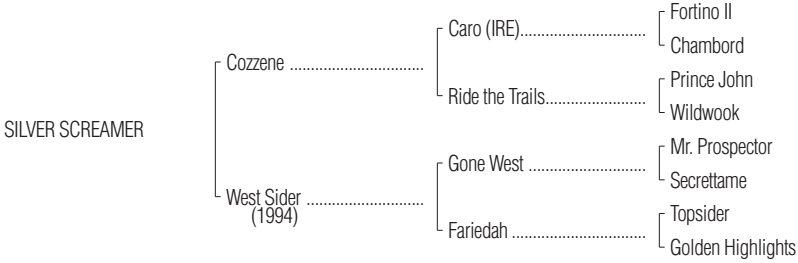 Fortino II
Caro (IRE)..............................
Chambord
Cozzene ................................
Prince John
Ride the Trails........................
Wildwook
SILVER SCREAMER
Mr. Prospector
Gone West ............................
Secrettame
West Sider ............................
(1994)
Topsider
Fariedah ................................
Golden Highlights